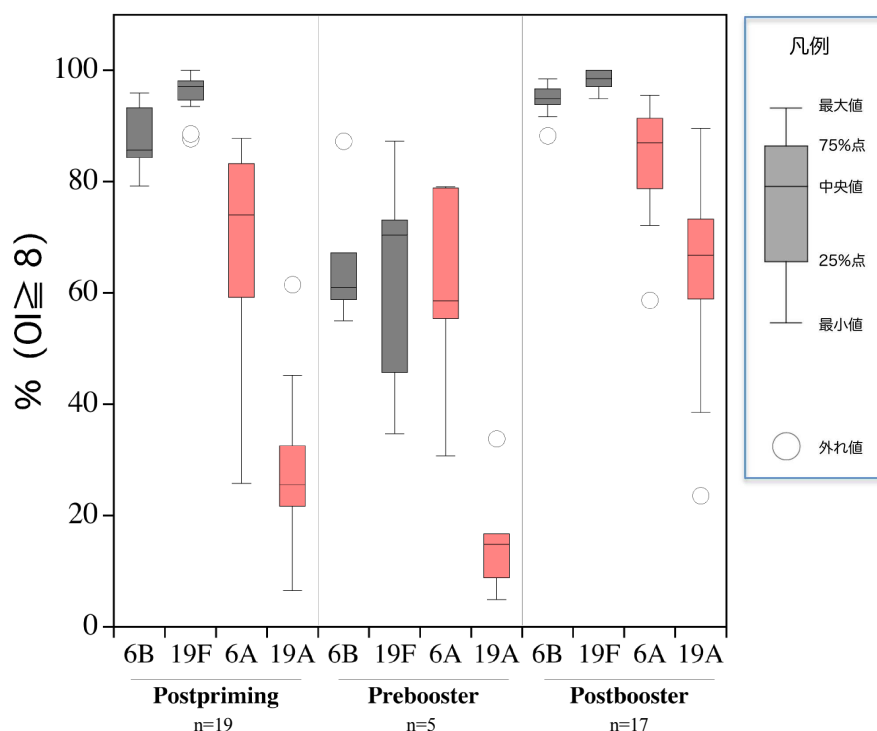 % (OI≧ 8)
100
80
60
40
20
0
6B 19F 6A 19A 6B 19F 6A 19A 6B 19F 6A 19A
Postpriming Prebooster Postbooster
n=19 n=5 n=17
凡例
最大値
75%点
中央値
25%点
最小値
外れ値